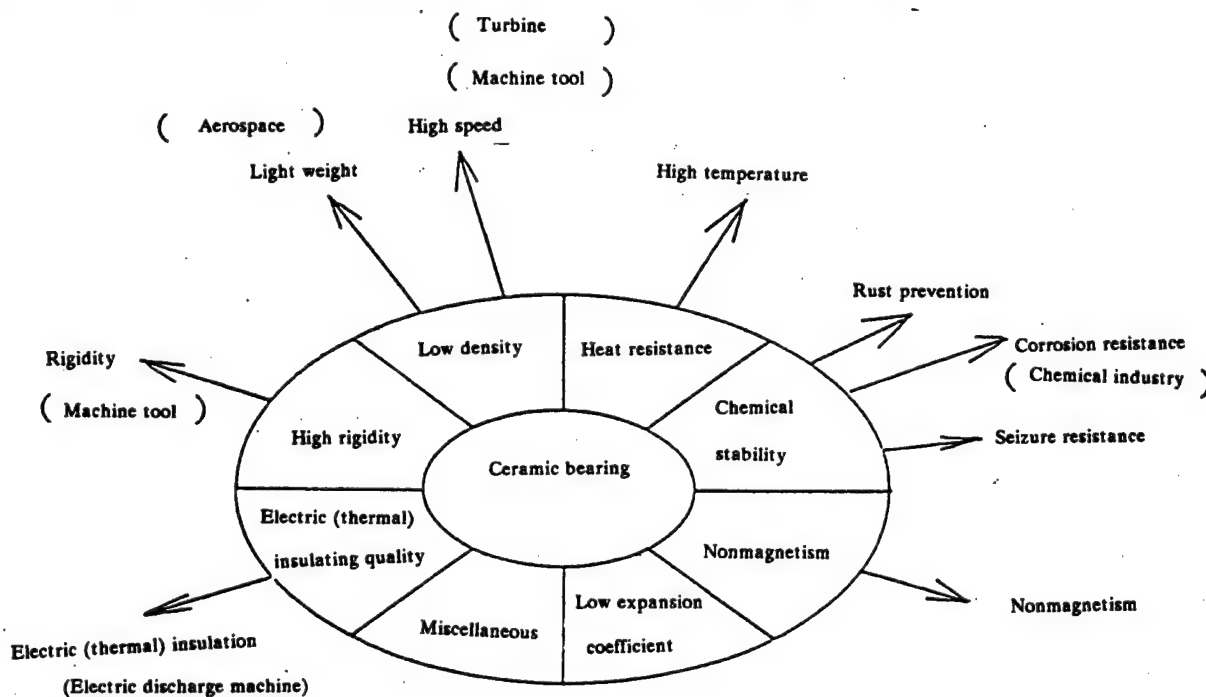 ( Turbine )
( Machine tool )
( Aerospace )
High speed
Light weight
High temperature
Rust prevention
Rigidity
( Machine tool )
Corrosion resistance
( Chemical industry )
Low density
Heat resistance
High rigidity
Chemical
stability
Seizure resistance
Ceramic bearing
Electric (thermal)
insulating quality
Nonmagnetism
Miscellaneous
Low expansion
coefficient
Nonmagnetism
Electric (thermal) insulation
(Electric discharge machine)